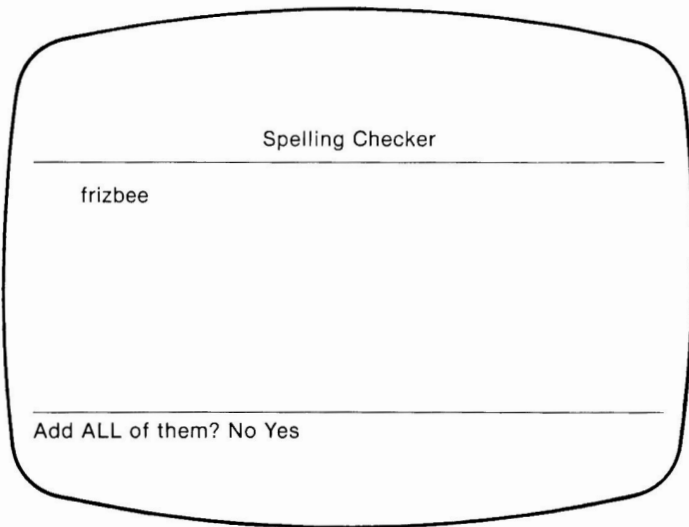 Spelling Checker
frizbee
Add ALL of them? No Yes